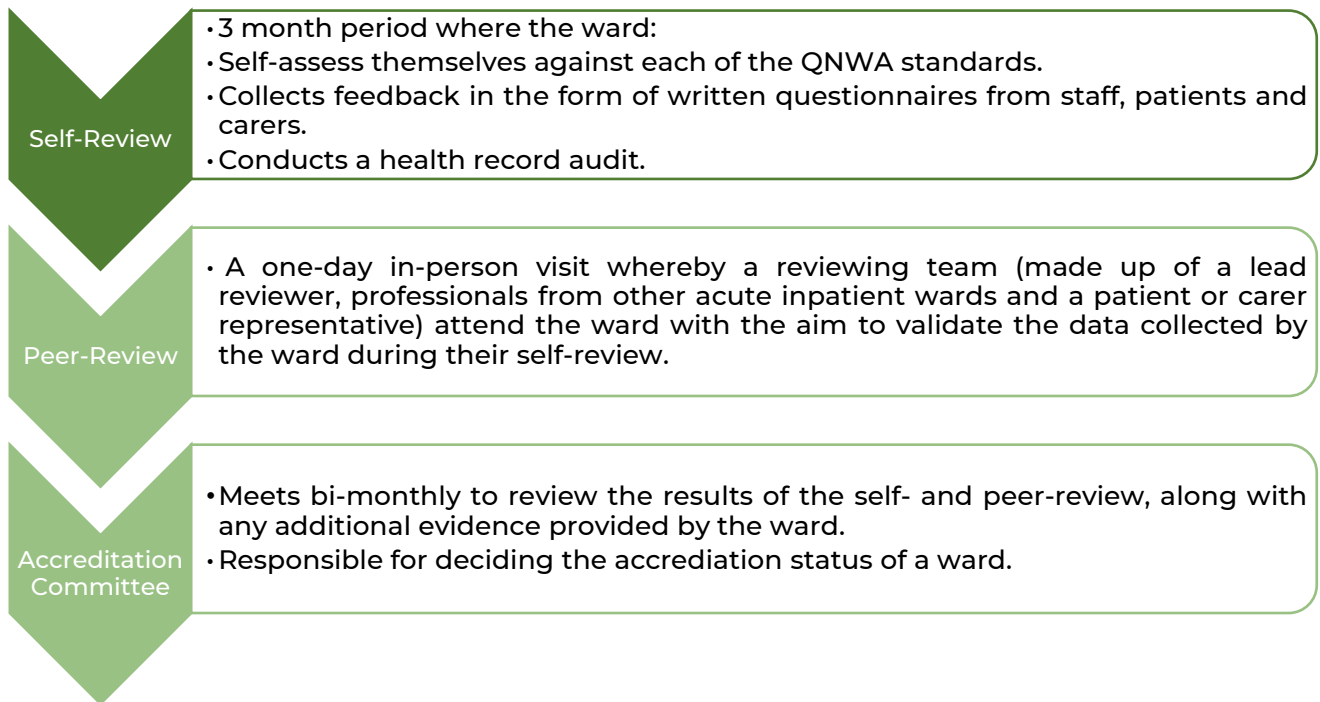 Self-Review
• 3 month period where the ward:
• Self-assess themselves against each of the QNWA standards.
• Collects feedback in the form of written questionnaires from staff, patients and
carers.
• Conducts a health record audit.
Peer-Review
• A one-day in-person visit whereby a reviewing team (made up of a lead
reviewer, professionals from other acute inpatient wards and a patient or carer
representative) attend the ward with the aim to validate the data collected by
the ward during their self-review.
Accreditation
Committee
• Meets bi-monthly to review the results of the self- and peer-review, along with
any additional evidence provided by the ward.
• Responsible for deciding the accrediation status of a ward.